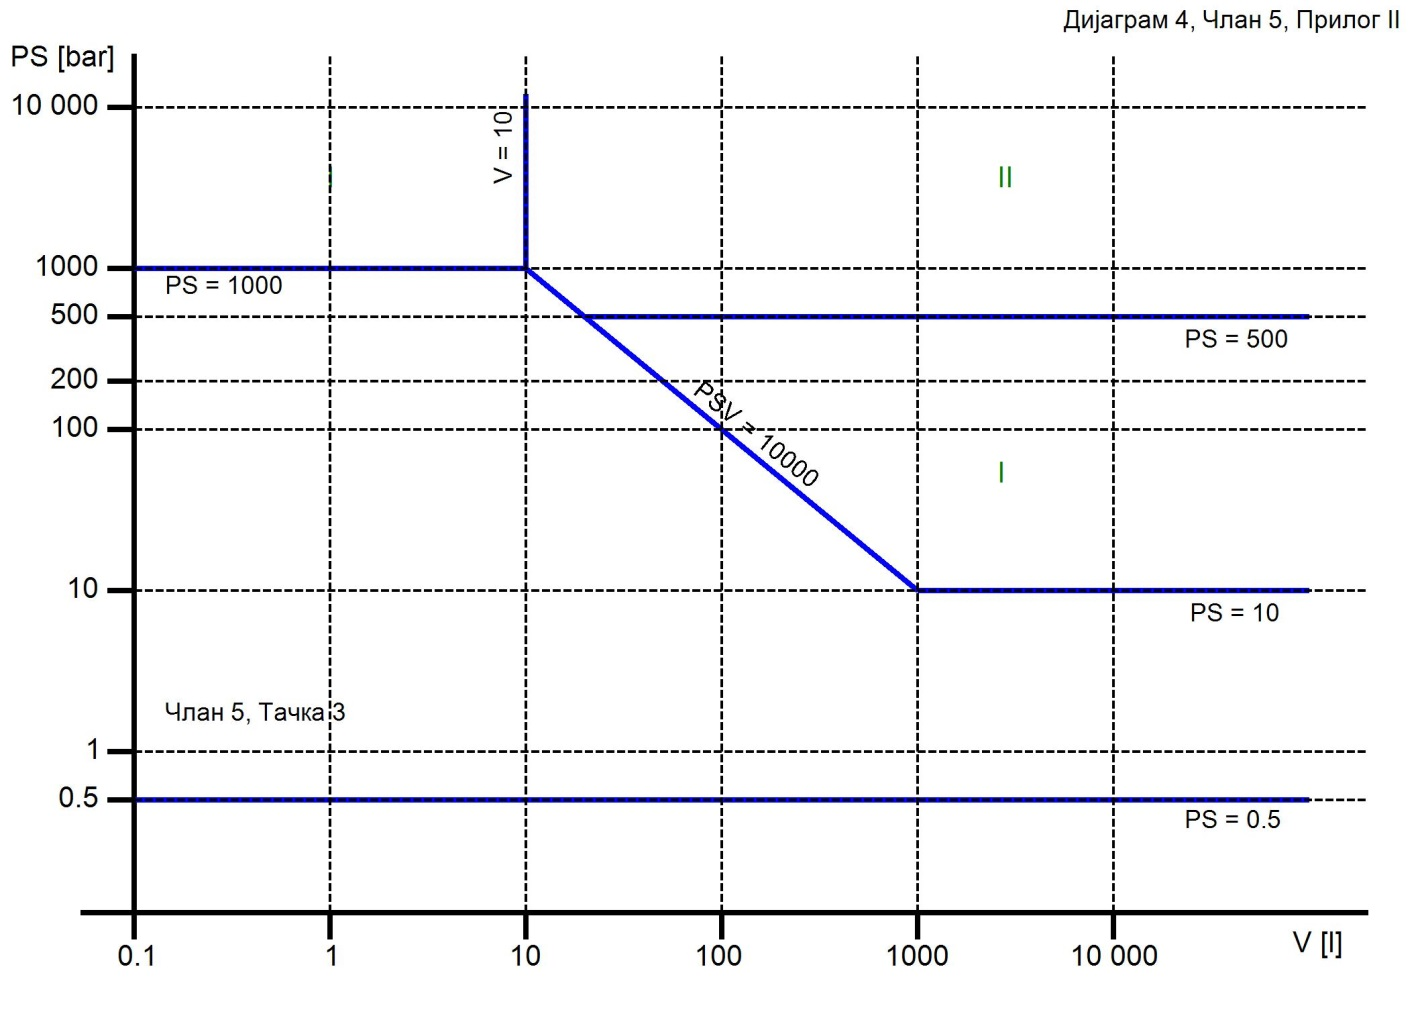 Дијаграм 4, Члан 5, Прилог II
PS [bar]
10 000
V = 10
I
II
1000
PS = 1000
500
PS = 500
200
PSV = 10000
100
I
10
PS = 10
Члан 5, Тачка 3
1
0.5
PS = 0.5
0.1
1
10
100
1000
10 000
V [l]